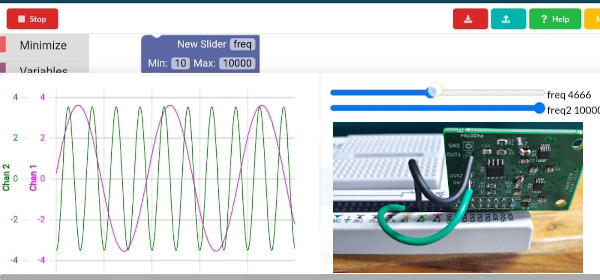 Stop
? Help
Minimize
New Slider freq
Variables
Min: 10 Max: 10000
4 4
2 2
0 0
-2 -2
-4 -4
Chan 2
Chan 1
freq 4666
freq2 10000
GND
OUT1
OUT2